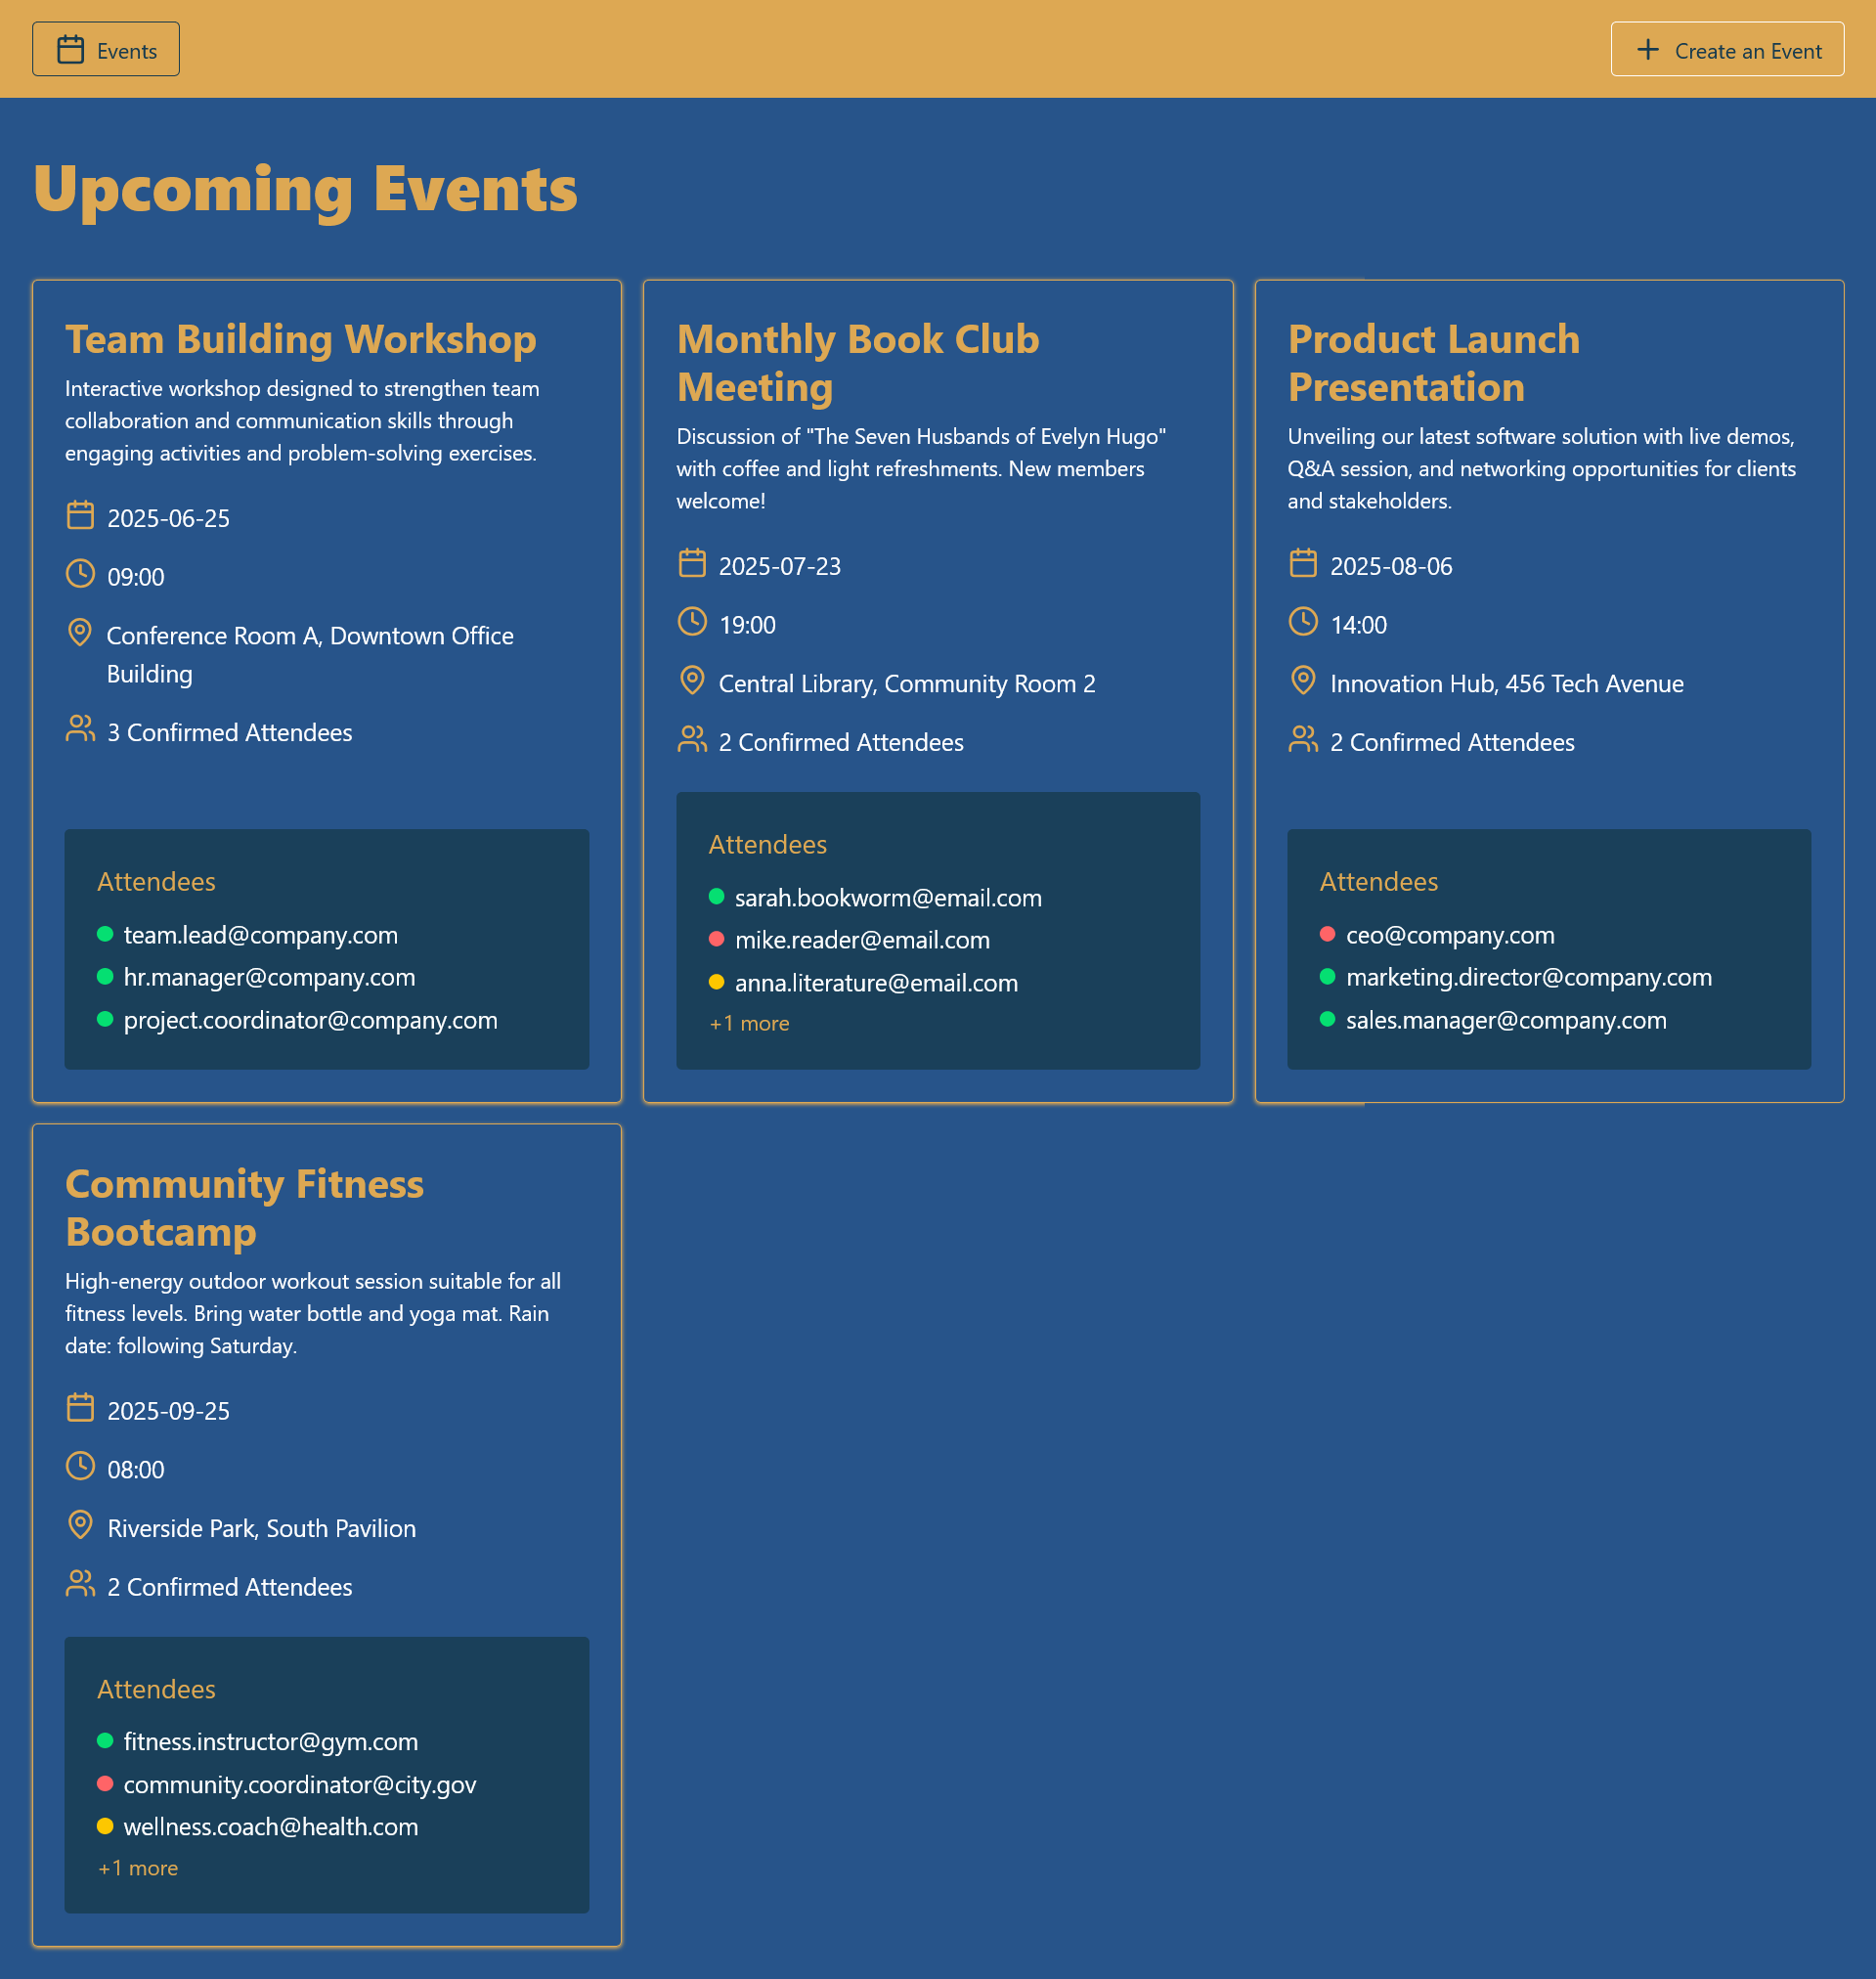 Events
Create an Event
Upcoming Events
Team Building Workshop
Interactive workshop designed to strengthen team
collaboration and communication skills through
engaging activities and problem-solving exercises.
2025-06-25
09:00
Conference Room A, Downtown Office
Building
3 Confirmed Attendees
Attendees
team.lead@company.com
hr.manager@company.com
project.coordinator@company.com
Monthly Book Club
Meeting
Discussion of "The Seven Husbands of Evelyn Hugo"
with coffee and light refreshments. New members
welcome!
2025-07-23
19:00
Central Library, Community Room 2
2 Confirmed Attendees
Attendees
sarah.bookworm@email.com
mike.reader@email.com
anna.literature@email.com
+1 more
Product Launch
Presentation
Unveiling our latest software solution with live demos,
Q&A session, and networking opportunities for clients
and stakeholders.
2025-08-06
14:00
Innovation Hub, 456 Tech Avenue
2 Confirmed Attendees
Attendees
ceo@company.com
marketing.director@company.com
sales.manager@company.com
Community Fitness
Bootcamp
High-energy outdoor workout session suitable for all
fitness levels. Bring water bottle and yoga mat. Rain
date: following Saturday.
2025-09-25
08:00
Riverside Park, South Pavilion
2 Confirmed Attendees
Attendees
fitness.instructor@gym.com
community.coordinator@city.gov
wellness.coach@health.com
+1 more